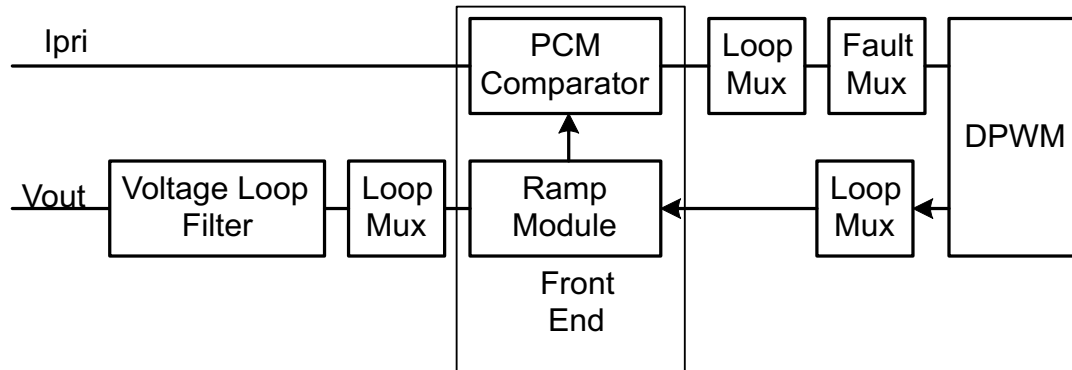 Ipri
PCM
Comparator
Loop
Mux
Fault
Mux
DPWM
Vout
Voltage Loop
Filter
Loop
Mux
Ramp
Module
Loop
Mux
Front
End